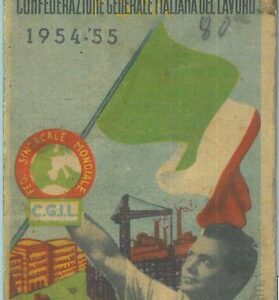 CONFEDERAZIONE GENERALE ITALIANA DEL LAVORO
1954-55
80
FED. SINDACALE MONDIALE
C.G.I.L.